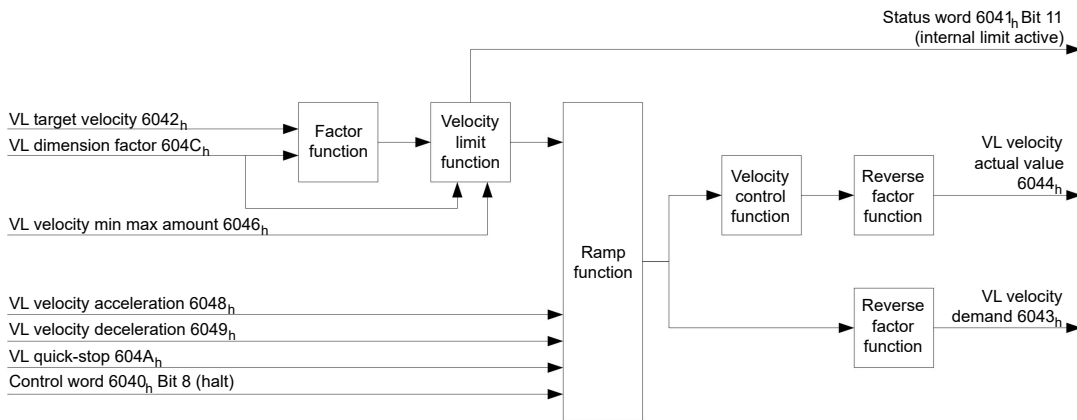 Status word 6041h Bit 11
(internal limit active)
VL target velocity 6042h
VL dimension factor 604Ch
Factor
function
Velocity
limit
function
VL velocity min max amount 6046h
Ramp
function
Velocity
control
function
Reverse
factor
function
VL velocity
actual value
6044h
VL velocity acceleration 6048h
VL velocity deceleration 6049h
VL quick-stop 604Ah
Control word 6040h Bit 8 (halt)
Reverse
factor
function
VL velocity
demand 6043h